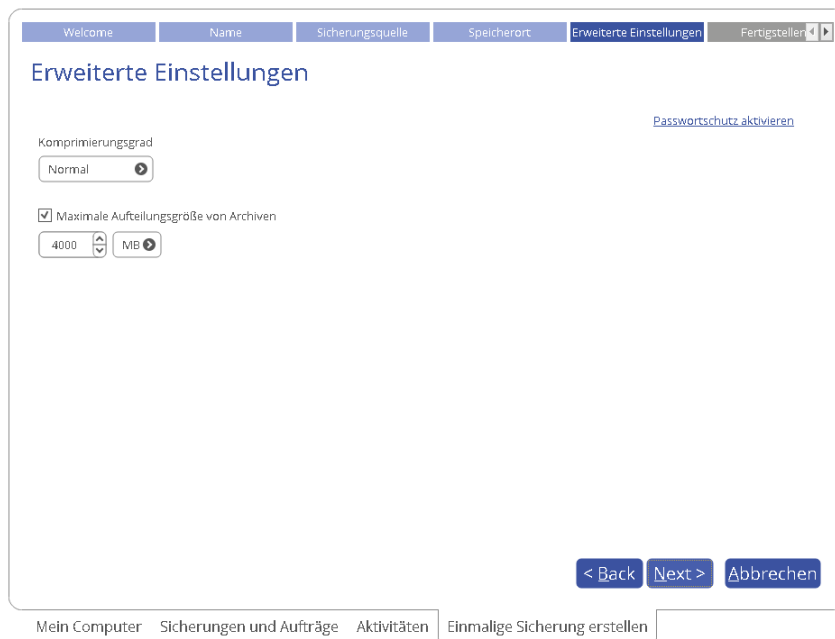 Welcome Name Sicherungsquelle Speicherort Erweiterte Einstellungen Fertigstellen
Erweiterte Einstellungen
Passwortschutz aktivieren
Komprimierungsgrad
Normal
Maximale Aufteilungsgröße von Archiven
4000 MB
< Back Next > Abbrechen
Mein Computer Sicherungen und Aufträge Aktivitäten Einmalige Sicherung erstellen